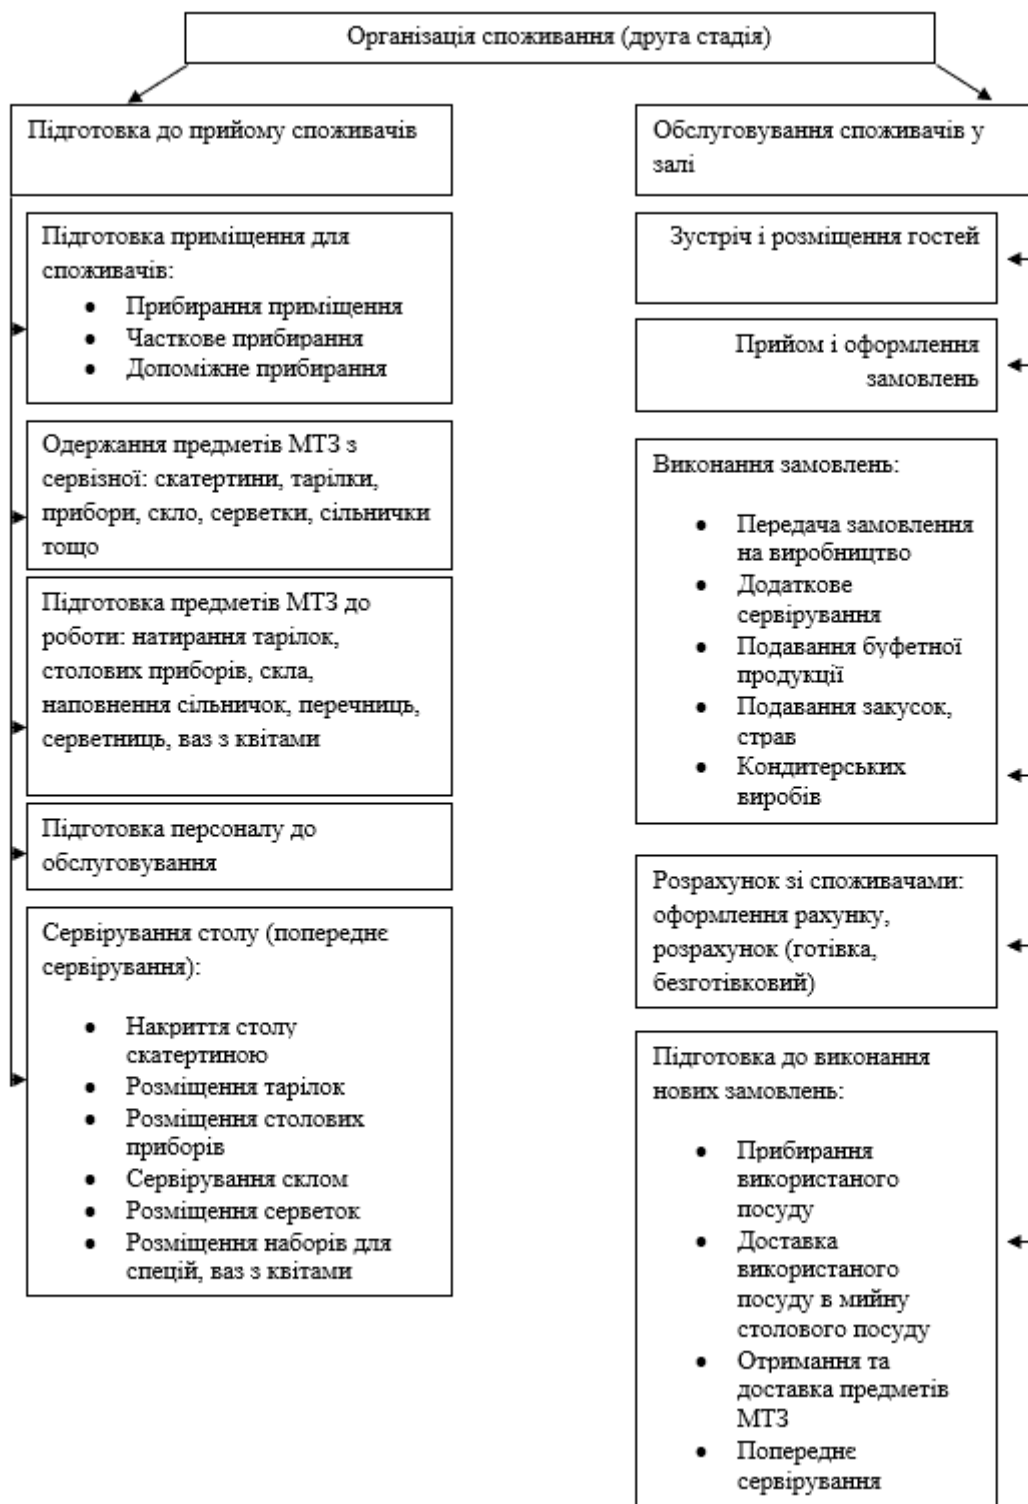 Організація споживання (друга стадія)
Підготовка до прийому споживачів
Підготовка приміщення для
споживачів:
• Прибирання приміщення
• Часткове прибирання
• Допоміжне прибирання
Одержання предметів МТЗ з
сервізної: скатертини, тарілки,
прибори, скло, серветки, сільнички
тощо
Підготовка предметів МТЗ до
роботи: натирання тарілок,
столових приборів, скла,
наповнення сільничок, перечниць,
серветниць, ваз з квітами
Підготовка персоналу до
обслуговування
Сервірування столу (попереднє
сервірування):
• Накриття столу
скатертиною
• Розміщення тарілок
• Розміщення столових
приборів
• Сервірування склом
• Розміщення серветок
• Розміщення наборів для
спецій, ваз з квітами
Обслуговування споживачів у
залі
Зустріч і розміщення гостей
Прийом і оформлення
замовлень
Виконання замовлень:
• Передача замовлення
на виробництво
• Додаткове
сервірування
• Подавання буфетної
продукції
• Подавання закусок,
страв
• Кондитерських
виробів
Розрахунок зі споживачами:
оформлення рахунку,
розрахунок (готівка,
безготівковий)
Підготовка до виконання
нових замовлень:
• Прибирання
використаного
посуду
• Доставка
використаного
посуду в мийну
столового посуду
• Отримання та
доставка предметів
МТЗ
• Попереднє
сервірування